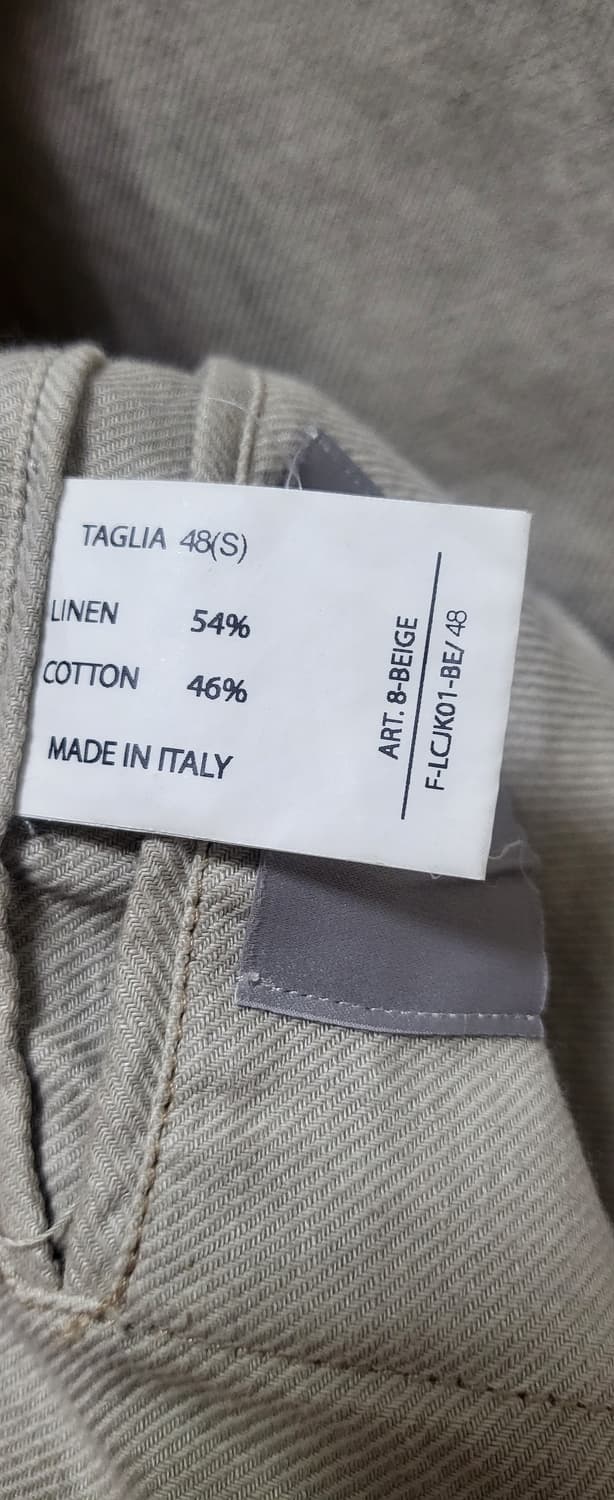 TAGLIA 48(S)
LINEN 54%
COTTON 46%
MADE IN ITALY
ART. 8-BEIGE
F-LCJK01-BE/ 48